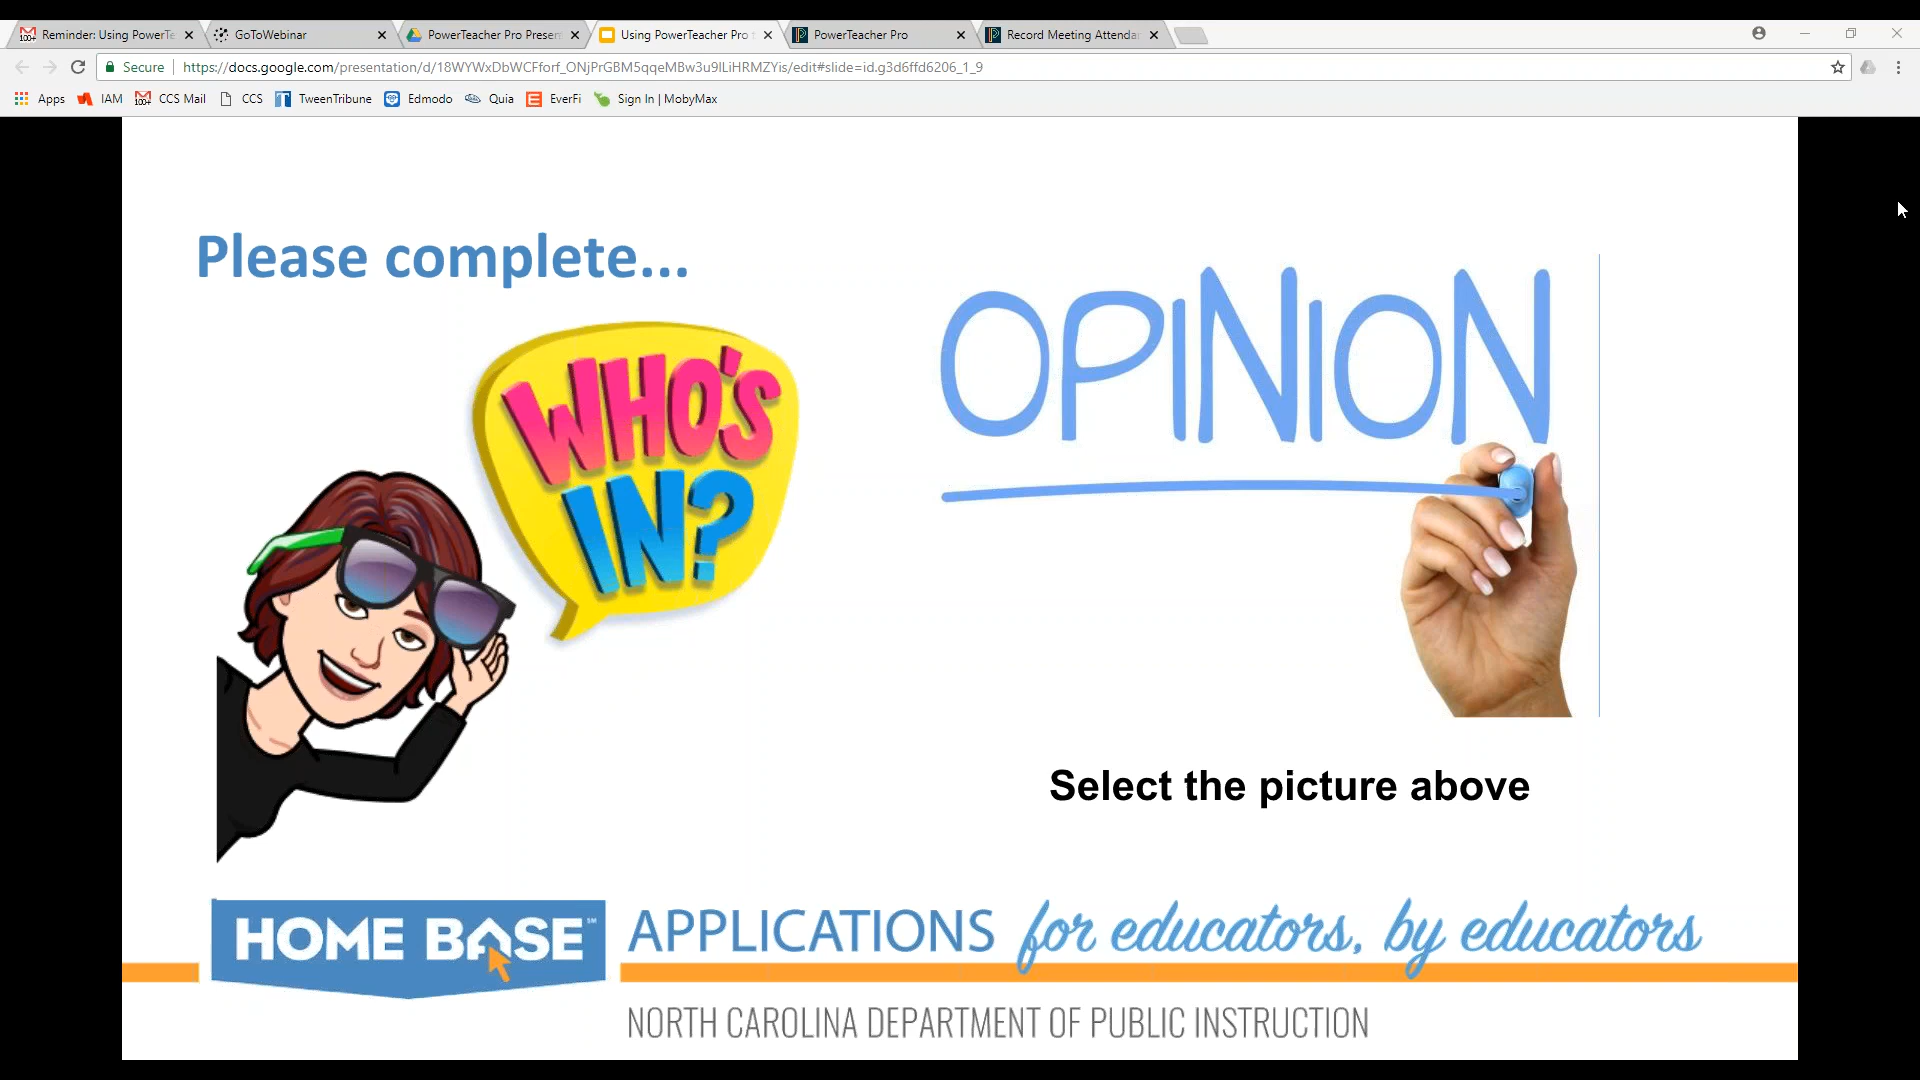 Reminder: Using PowerTe
GoToWebinar
PowerTeacher Pro Presen
Using PowerTeacher Pro
PowerTeacher Pro
Record Meeting Attenda
Secure
https://docs.google.com/presentation/d/18WYWxDbWCFforf_ONjPrGBM5qqeMBw3u9ILiHRMZYis/edit#slide=id.g3d6ffd6206_1_9
Apps
IAM
CCS Mail
CCS
TweenTribune
Edmodo
Quia
EverFi
Sign In | MobyMax
Please complete...
WHO'S
IN?
OPINION
Select the picture above
HOME BASE℠
APPLICATIONS for educators, by educators
NORTH CAROLINA DEPARTMENT OF PUBLIC INSTRUCTION